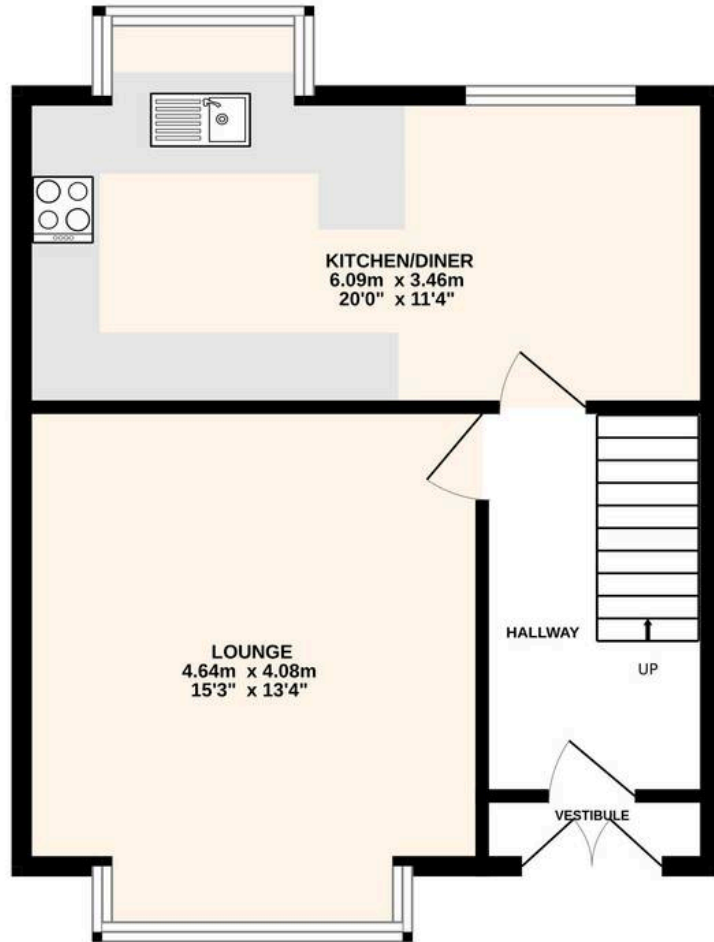 KITCHEN/DINER
6.09m x 3.46m
20'0" x 11'4"
LOUNGE
4.64m x 4.08m
15'3" x 13'4"
HALLWAY
UP
VESTIBULE